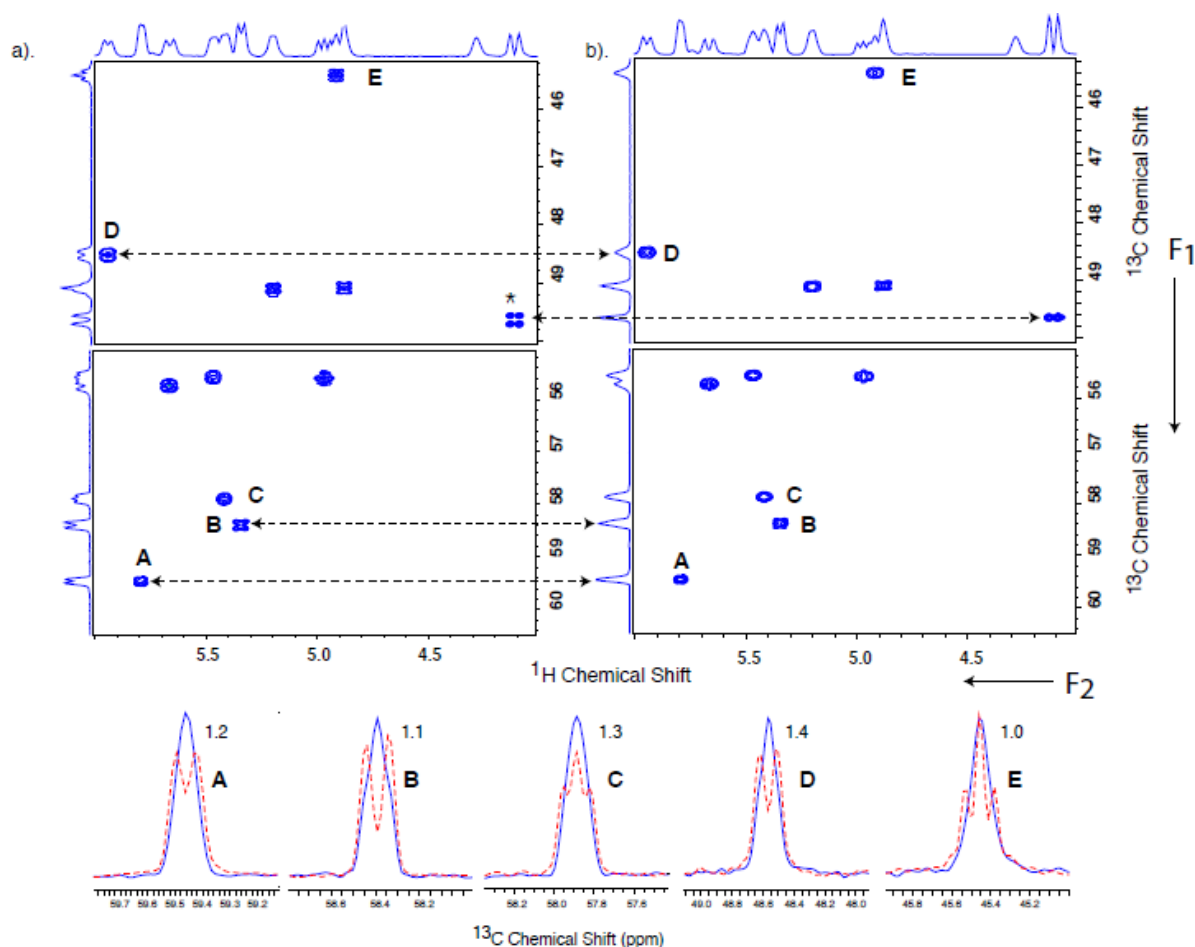 a).
b).
E
E
46
46
47
47
48
48
D
D
49
49
*
13C Chemical Shift
F1
56
56
57
57
58
58
C
C
B
B
59
59
A
A
60
60
13C Chemical Shift
5.5 5.0 4.5
5.5 5.0 4.5
1H Chemical Shift
F2
1.2 1.1 1.3 1.4 1.0
A B C D E
59.7 59.6 59.5 59.4 59.3 59.2
58.6 58.4 58.2
58.2 58.0 57.8 57.6
49.0 48.8 48.6 48.4 48.2 48.0
45.8 45.6 45.4 45.2
13C Chemical Shift (ppm)